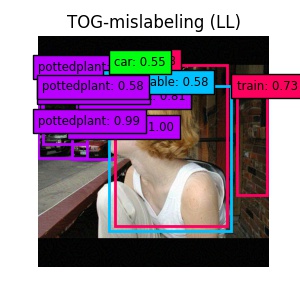 TOG-mislabeling (LL)
car: 0.55
pottedplant:
able: 0.58
train: 0.73
pottedplant: 0.58
0.81
pottedplant: 0.99
1.00